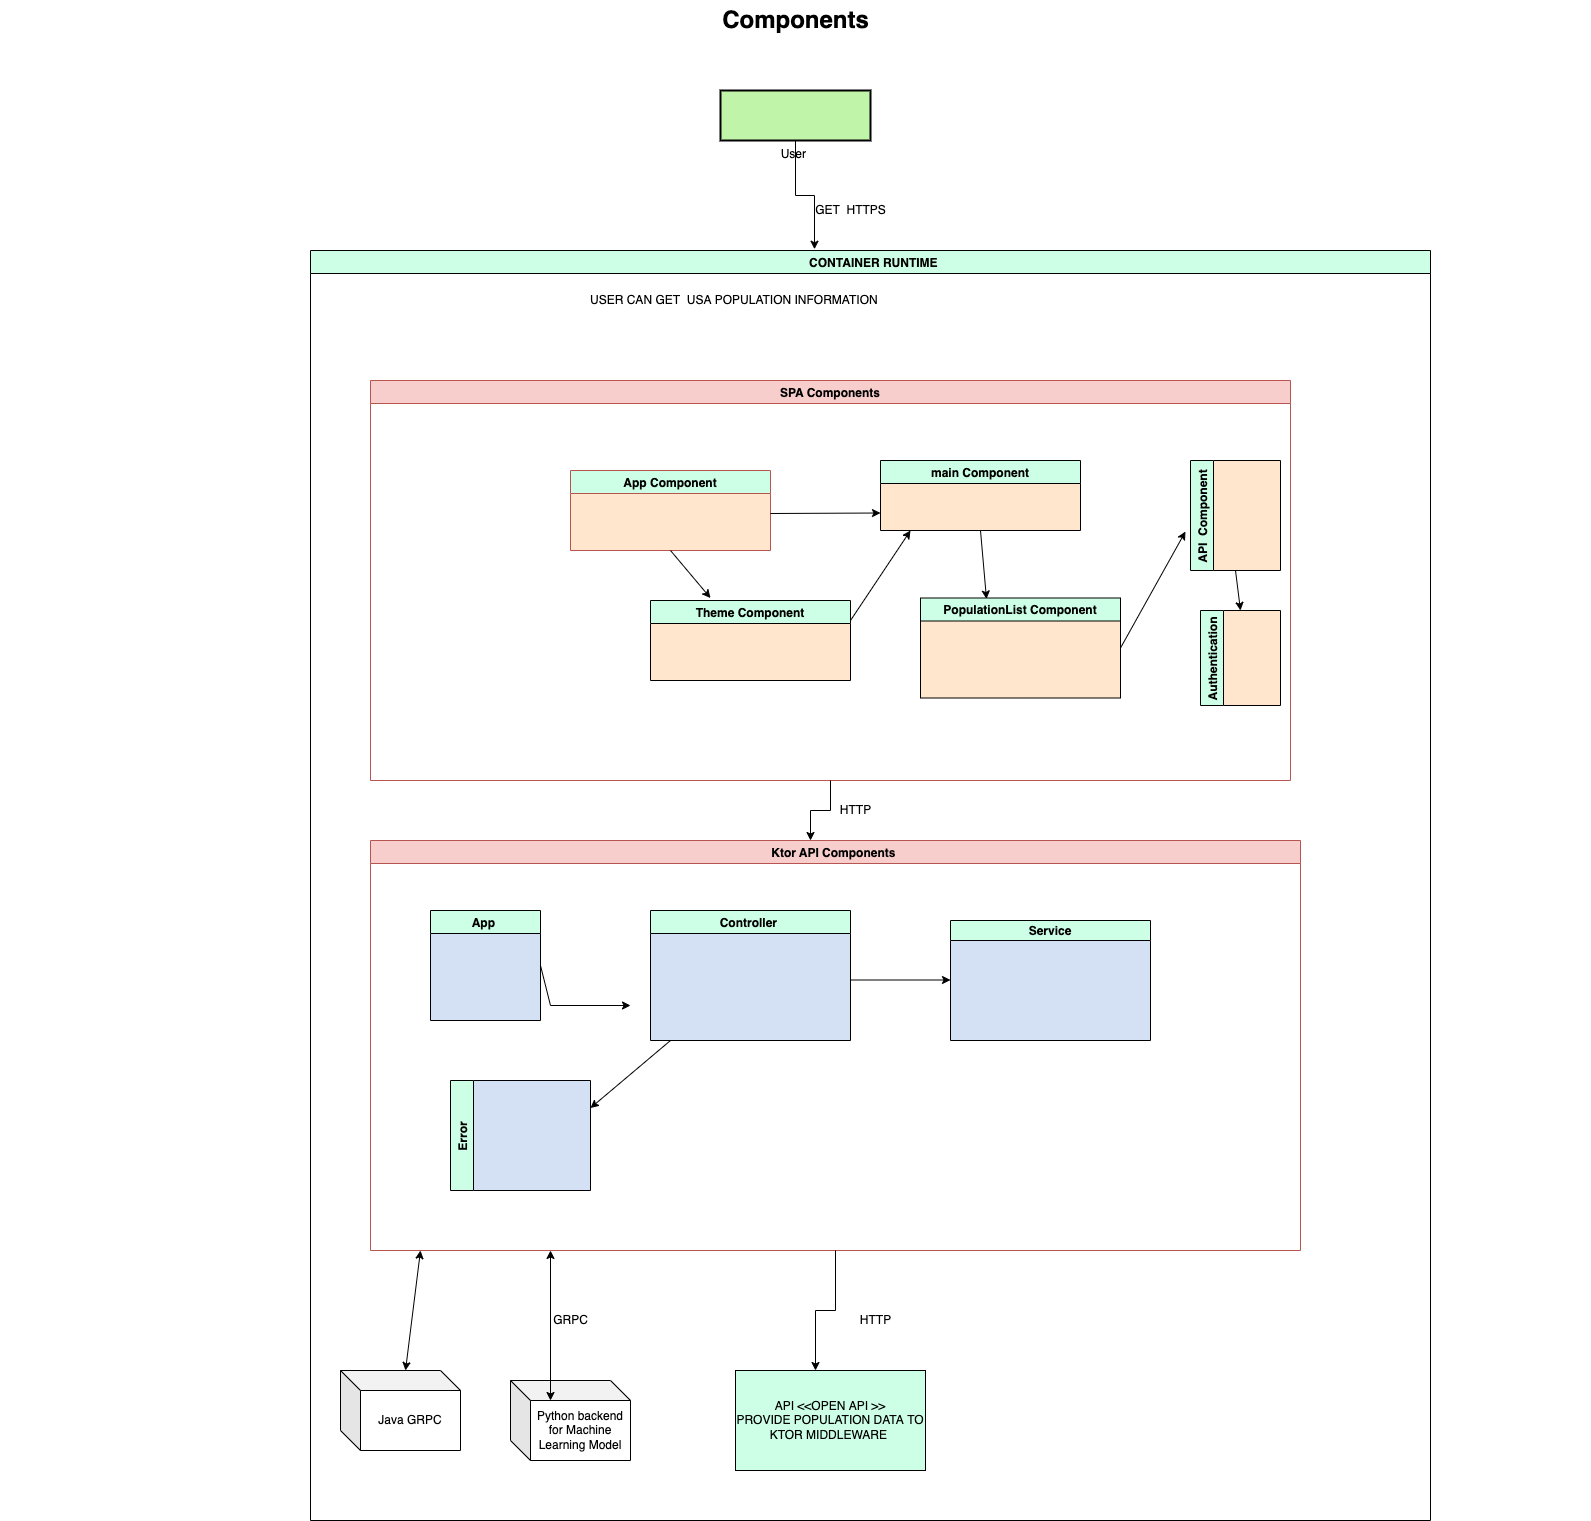 Components
User
GET  HTTPS
CONTAINER RUNTIME
USER CAN GET  USA POPULATION INFORMATION
SPA Components
App Component
main Component
API  Component
Theme Component
PopulationList Component
Authentication
HTTP
Ktor API Components
App
Controller
Service
Error
GRPC
HTTP
Java GRPC
Python backend
for Machine
Learning Model
API <<OPEN API >>
PROVIDE POPULATION DATA TO
KTOR MIDDLEWARE